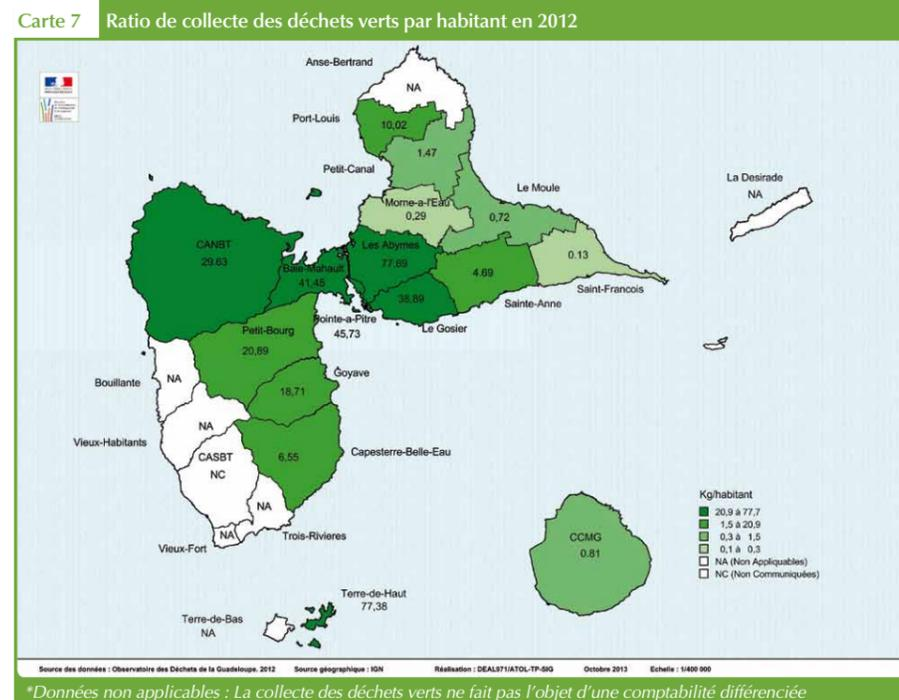 Carte 7 Ratio de collecte des déchets verts par habitant en 2012
Anse-Bertrand
NA
Port-Louis
10,02
1.47
Petit-Canal
La Desirade
NA
Le Moule
Morne-a-l'Eau
0,29
0,72
CANBT
29.63
Les Abymes
77,69
Baie-Mahault
41,45
0.13
4.69
Saint-François
38,89
Sainte-Anne
Pointe-a-Pitre
45,73
Le Gosier
Petit-Bourg
20,89
Bouillante
NA
Goyave
18,71
NA
Vieux-Habitants
CASBT
NC
6,55
Capesterre-Belle-Eau
NA
NA
Trois-Rivieres
Vieux-Fort
CCMG
0.81
Kg/habitant
20,9 à 77,7
1,5 à 20,9
0,3 à 1,5
0,1 à 0,3
NA (Non Appliquables)
NC (Non Communiquées)
Terre-de-Haut
77,38
Terre-de-Bas
NA
Source des données : Observatoire des Déchets de la Guadeloupe. 2012 Source géographique : IGN Réalisation : DEAL971/ATOL-TP-SIG Octobre 2013 Echelle : 1/400 000
*Données non applicables : La collecte des déchets verts ne fait pas l'objet d'une comptabilité différenciée